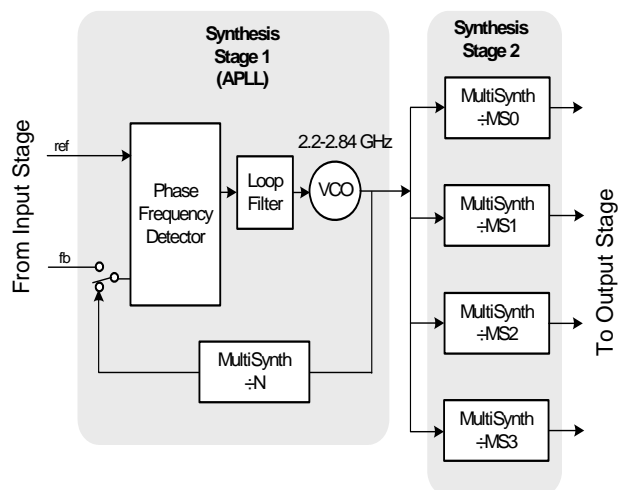 Synthesis
Stage 1
(APLL)
Synthesis
Stage 2
From Input Stage
ref
fb
Phase
Frequency
Detector
Loop
Filter
2.2-2.84 GHz
VCO
MultiSynth
÷N
MultiSynth
÷MS0
MultiSynth
÷MS1
MultiSynth
÷MS2
MultiSynth
÷MS3
To Output Stage